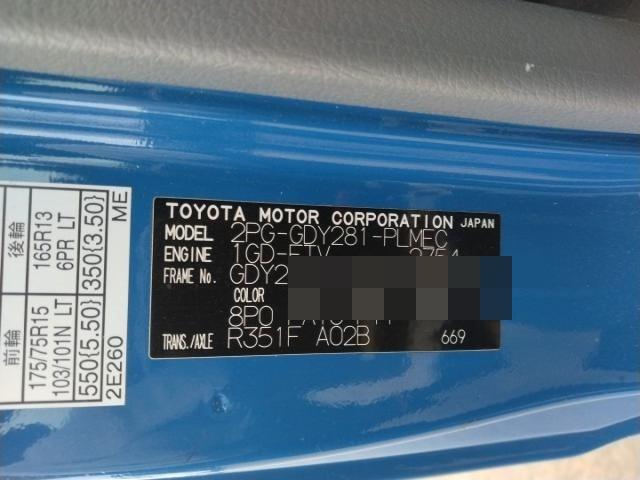 前輪 後輪
175/75R15 165R13
103/101N LT 6PR LT
550{5.50} 350{3.50}
2E260 ME
TOYOTA MOTOR CORPORATION JAPAN
MODEL 2PG-GDY281-PLMEC
ENGINE 1GD-FTV 2754
FRAME No. GDY2
COLOR
8P0
TRANS./AXLE R351F A02B 669